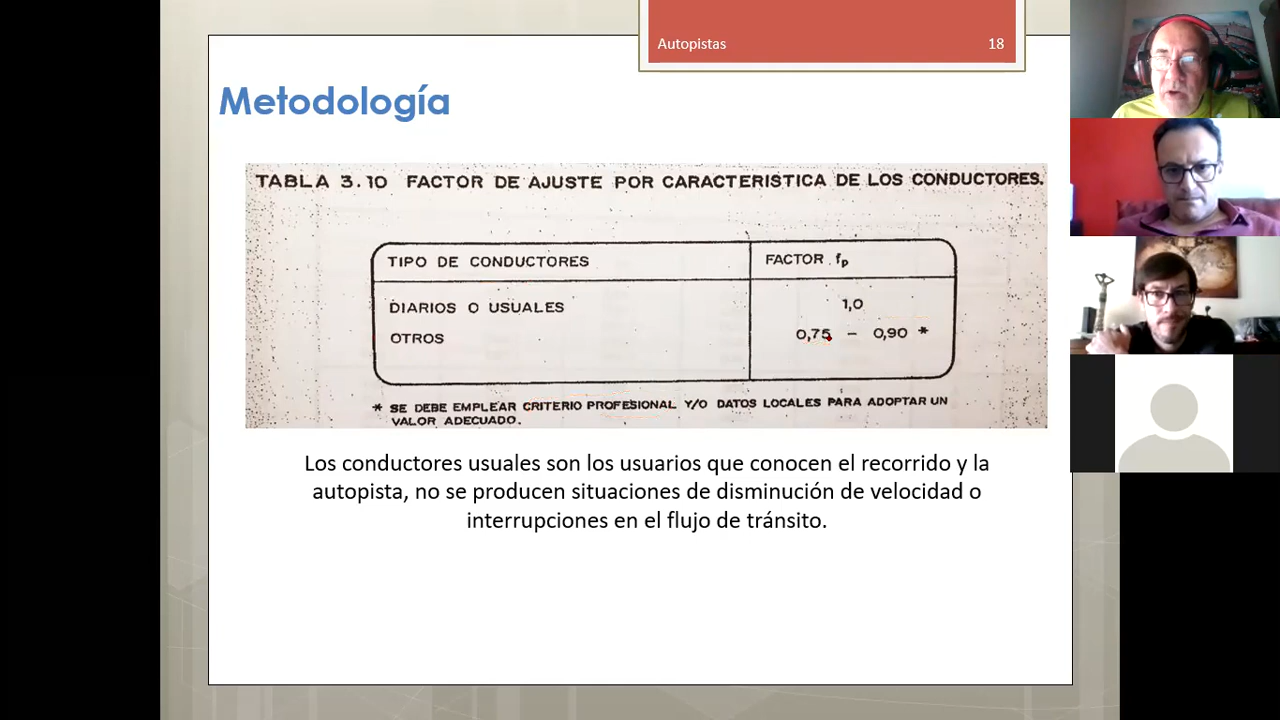 Autopistas 18
Metodología
TABLA 3.10 FACTOR DE AJUSTE POR CARACTERISTICA DE LOS CONDUCTORES.
TIPO DE CONDUCTORES FACTOR fp
DIARIOS O USUALES 1,0
OTROS 0,75 - 0,90 *
* SE DEBE EMPLEAR CRITERIO PROFESIONAL Y/O DATOS LOCALES PARA ADOPTAR UN
VALOR ADECUADO.
Los conductores usuales son los usuarios que conocen el recorrido y la
autopista, no se producen situaciones de disminución de velocidad o
interrupciones en el flujo de tránsito.